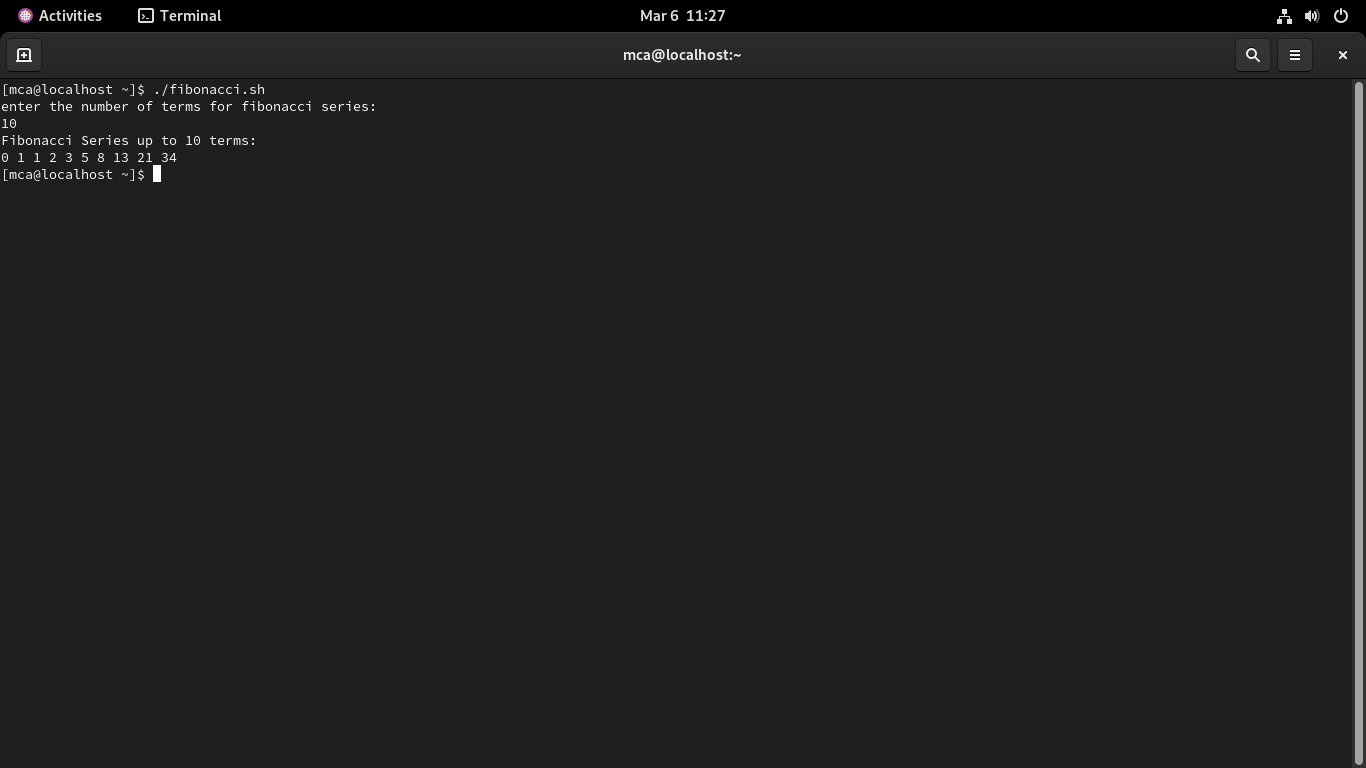 Activities Terminal Mar 6 11:27
mca@localhost:~
[mca@localhost ~]$ ./fibonacci.sh
enter the number of terms for fibonacci series:
10
Fibonacci Series up to 10 terms:
0 1 1 2 3 5 8 13 21 34
[mca@localhost ~]$